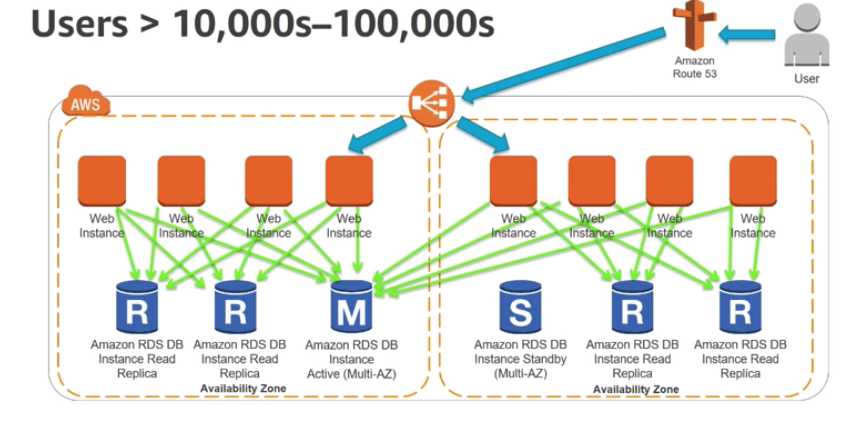 Users > 10,000s–100,000s
Amazon
Route 53
User
AWS
Web
Instance
Web
Instance
Web
Instance
Web
Instance
Web
Instance
Web
Instance
Web
Instance
Web
Instance
R
R
M
S
R
R
Amazon RDS DB
Instance Read
Replica
Amazon RDS DB
Instance Read
Replica
Amazon RDS DB
Instance
Active (Multi-AZ)
Amazon RDS DB
Instance Standby
(Multi-AZ)
Amazon RDS DB
Instance Read
Replica
Amazon RDS DB
Instance Read
Replica
Availability Zone
Availability Zone